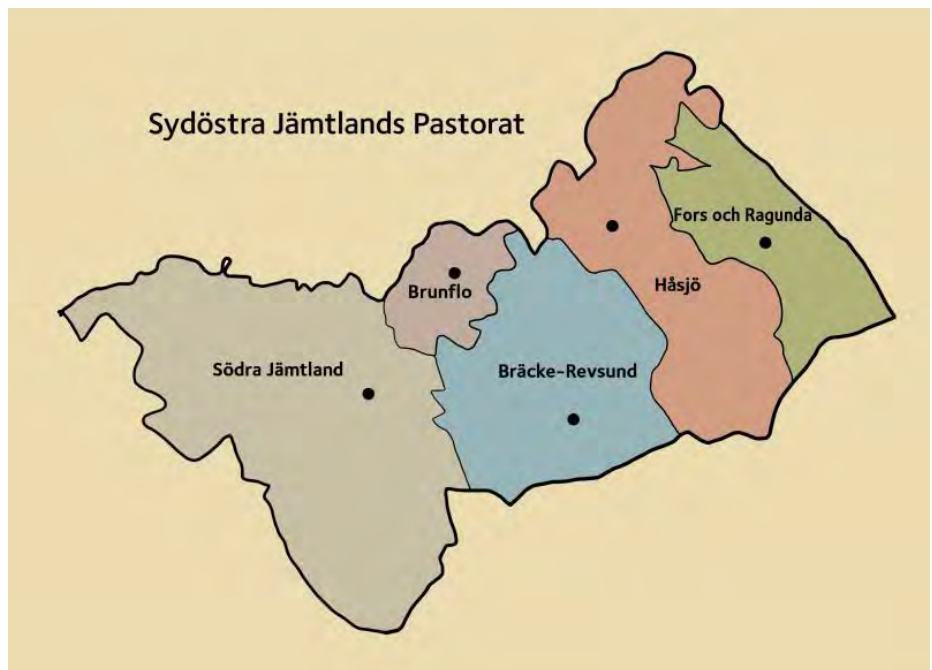 Sydöstra Jämtlands Pastorat
Fors och Ragunda
Håsjö
Brunflo
Bräcke-Revsund
Södra Jämtland